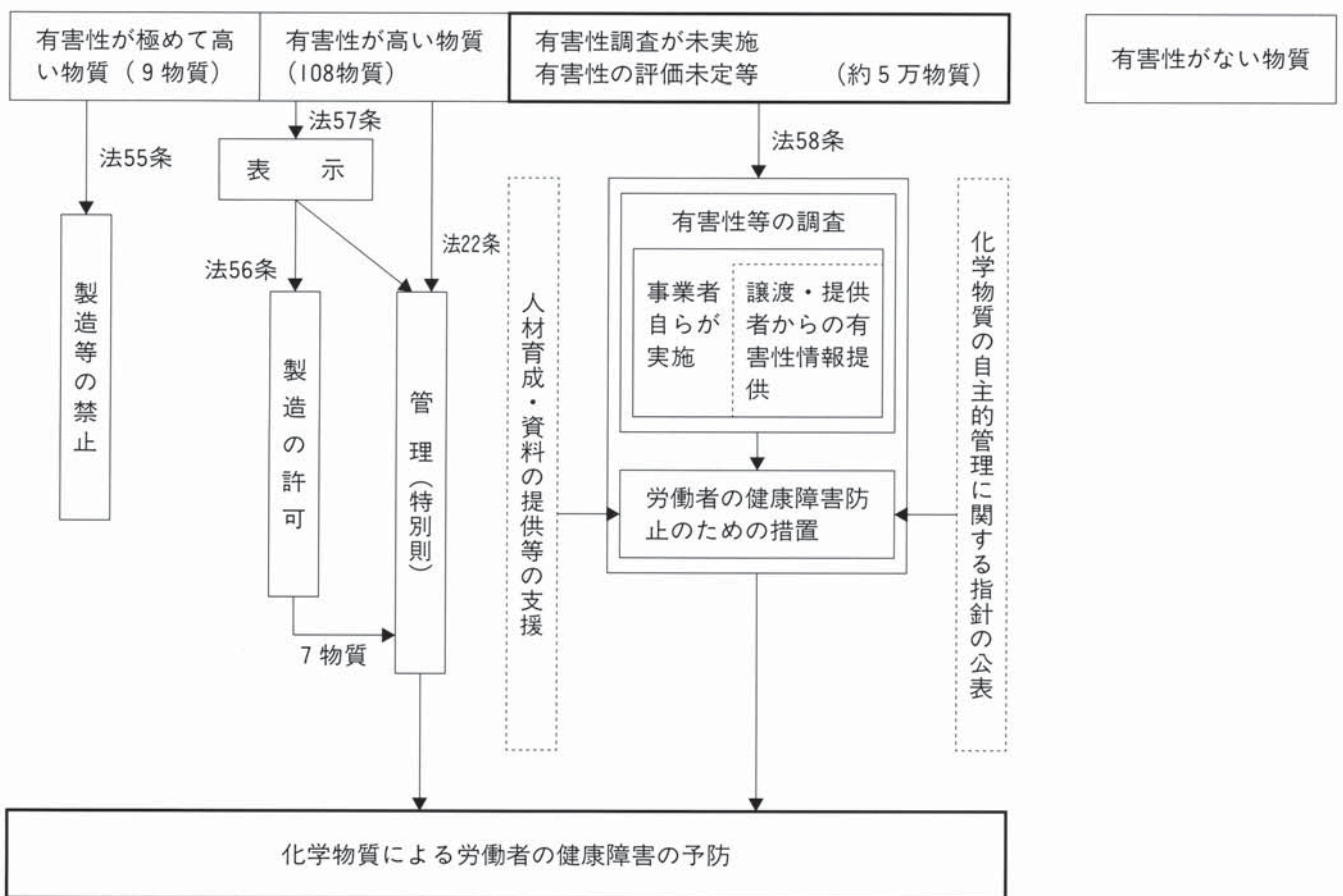 有害性が極めて高
い物質（9物質）
有害性が高い物質
(108物質)
有害性調査が未実施
有害性の評価未定等　（約5万物質）
有害性がない物質
法55条
法57条
法58条
表　示
法56条
法22条
製造等の禁止
製造の許可
管理（特別則）
7物質
人材育成・資料の提供等の支援
有害性等の調査
事業者
自らが
実施
譲渡・提供
者からの有
害性情報提
供
労働者の健康障害防
止のための措置
化学物質の自主的管理に関する指針の公表
化学物質による労働者の健康障害の予防